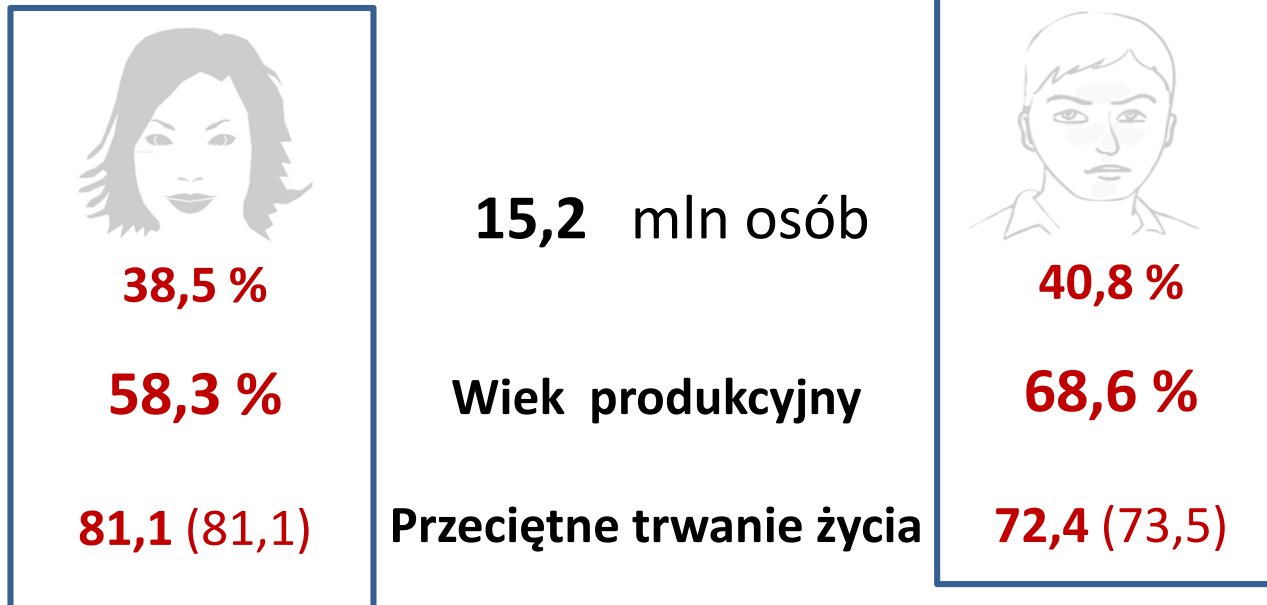 15,2 mln osób
38,5 % 40,8 %
58,3 % Wiek produkcyjny 68,6 %
81,1 (81,1) Przeciętne trwanie życia 72,4 (73,5)